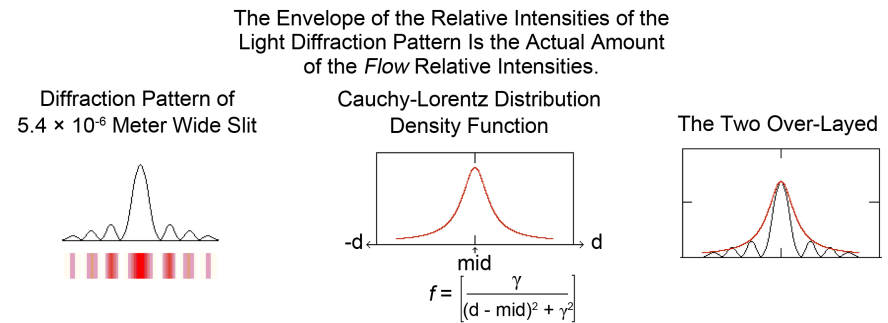 The Envelope of the Relative Intensities of the
Light Diffraction Pattern Is the Actual Amount
of the Flow Relative Intensities.
Diffraction Pattern of
5.4 × 10⁻⁶ Meter Wide Slit
Cauchy-Lorentz Distribution
Density Function
The Two Over-Layed
-d
d
mid
f = [γ / ((d - mid)² + γ²)]